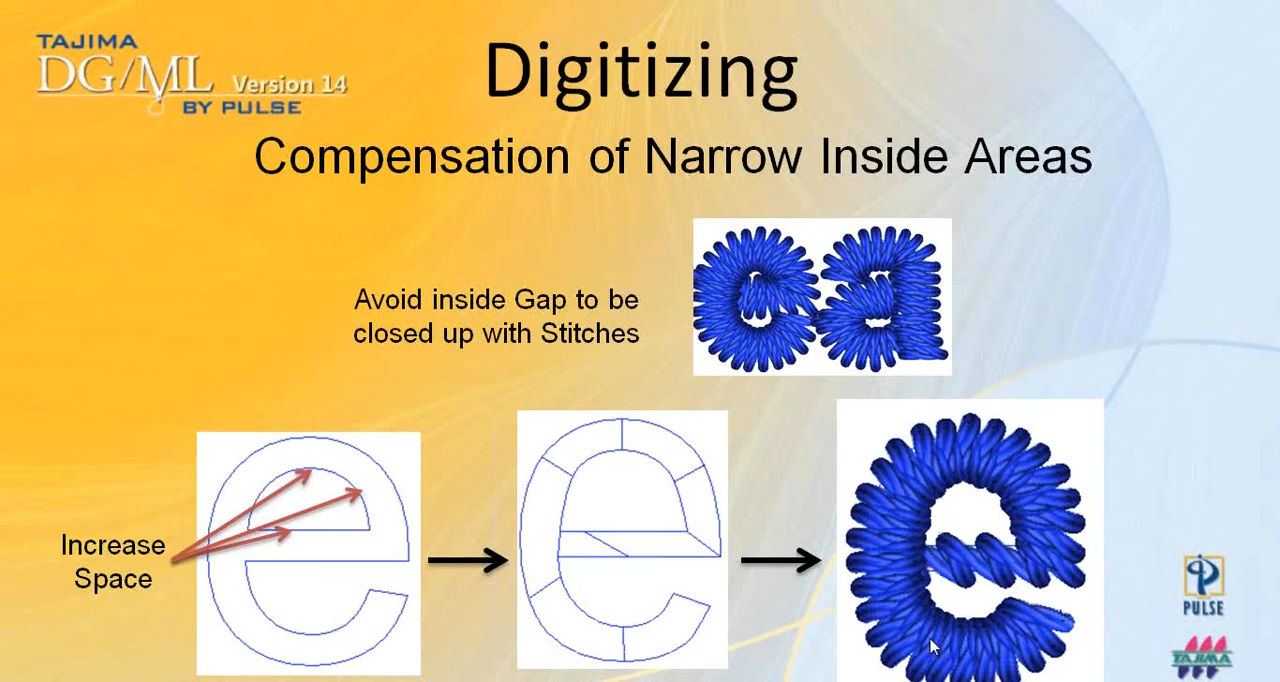 TAJIMA
DG/ML Version 14
BY PULSE
Digitizing
Compensation of Narrow Inside Areas
Avoid inside Gap to be
closed up with Stitches
ea
Increase
Space
e
e
e
PULSE
TAJIMA